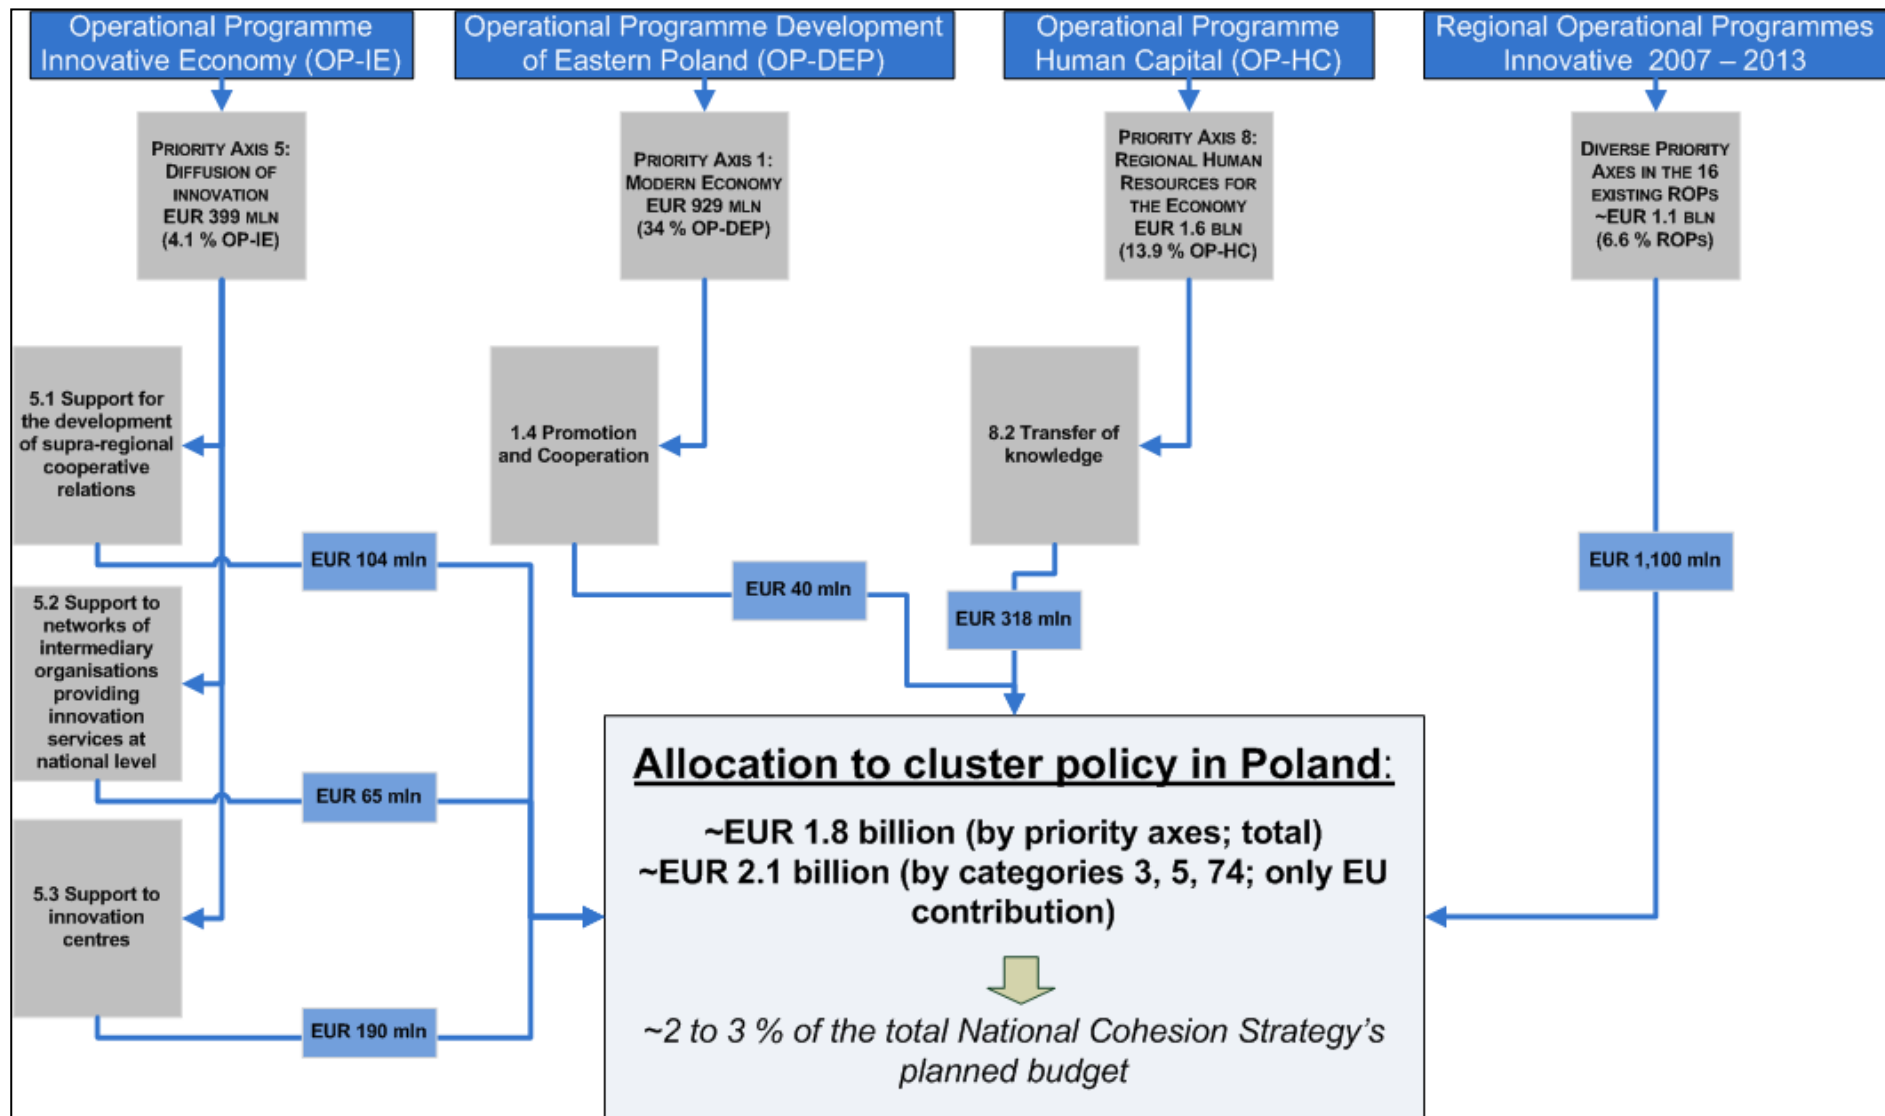 Operational Programme
Innovative Economy (OP-IE)
Operational Programme Development
of Eastern Poland (OP-DEP)
Operational Programme
Human Capital (OP-HC)
Regional Operational Programmes
Innovative 2007 – 2013
PRIORITY AXIS 5:
DIFFUSION OF
INNOVATION
EUR 399 MLN
(4.1 % OP-IE)
PRIORITY AXIS 1:
MODERN ECONOMY
EUR 929 MLN
(34 % OP-DEP)
PRIORITY AXIS 8:
REGIONAL HUMAN
RESOURCES FOR
THE ECONOMY
EUR 1.6 BLN
(13.9 % OP-HC)
DIVERSE PRIORITY
AXES IN THE 16
EXISTING ROPS
~EUR 1.1 BLN
(6.6 % ROPS)
5.1 Support for
the development
of supra-regional
cooperative
relations
1.4 Promotion
and Cooperation
8.2 Transfer of
knowledge
EUR 104 mln
EUR 40 mln
EUR 318 mln
EUR 1,100 mln
5.2 Support to
networks of
intermediary
organisations
providing
innovation
services at
national level
EUR 65 mln
5.3 Support to
innovation
centres
EUR 190 mln
Allocation to cluster policy in Poland:
~EUR 1.8 billion (by priority axes; total)
~EUR 2.1 billion (by categories 3, 5, 74; only EU
contribution)
~2 to 3 % of the total National Cohesion Strategy's
planned budget